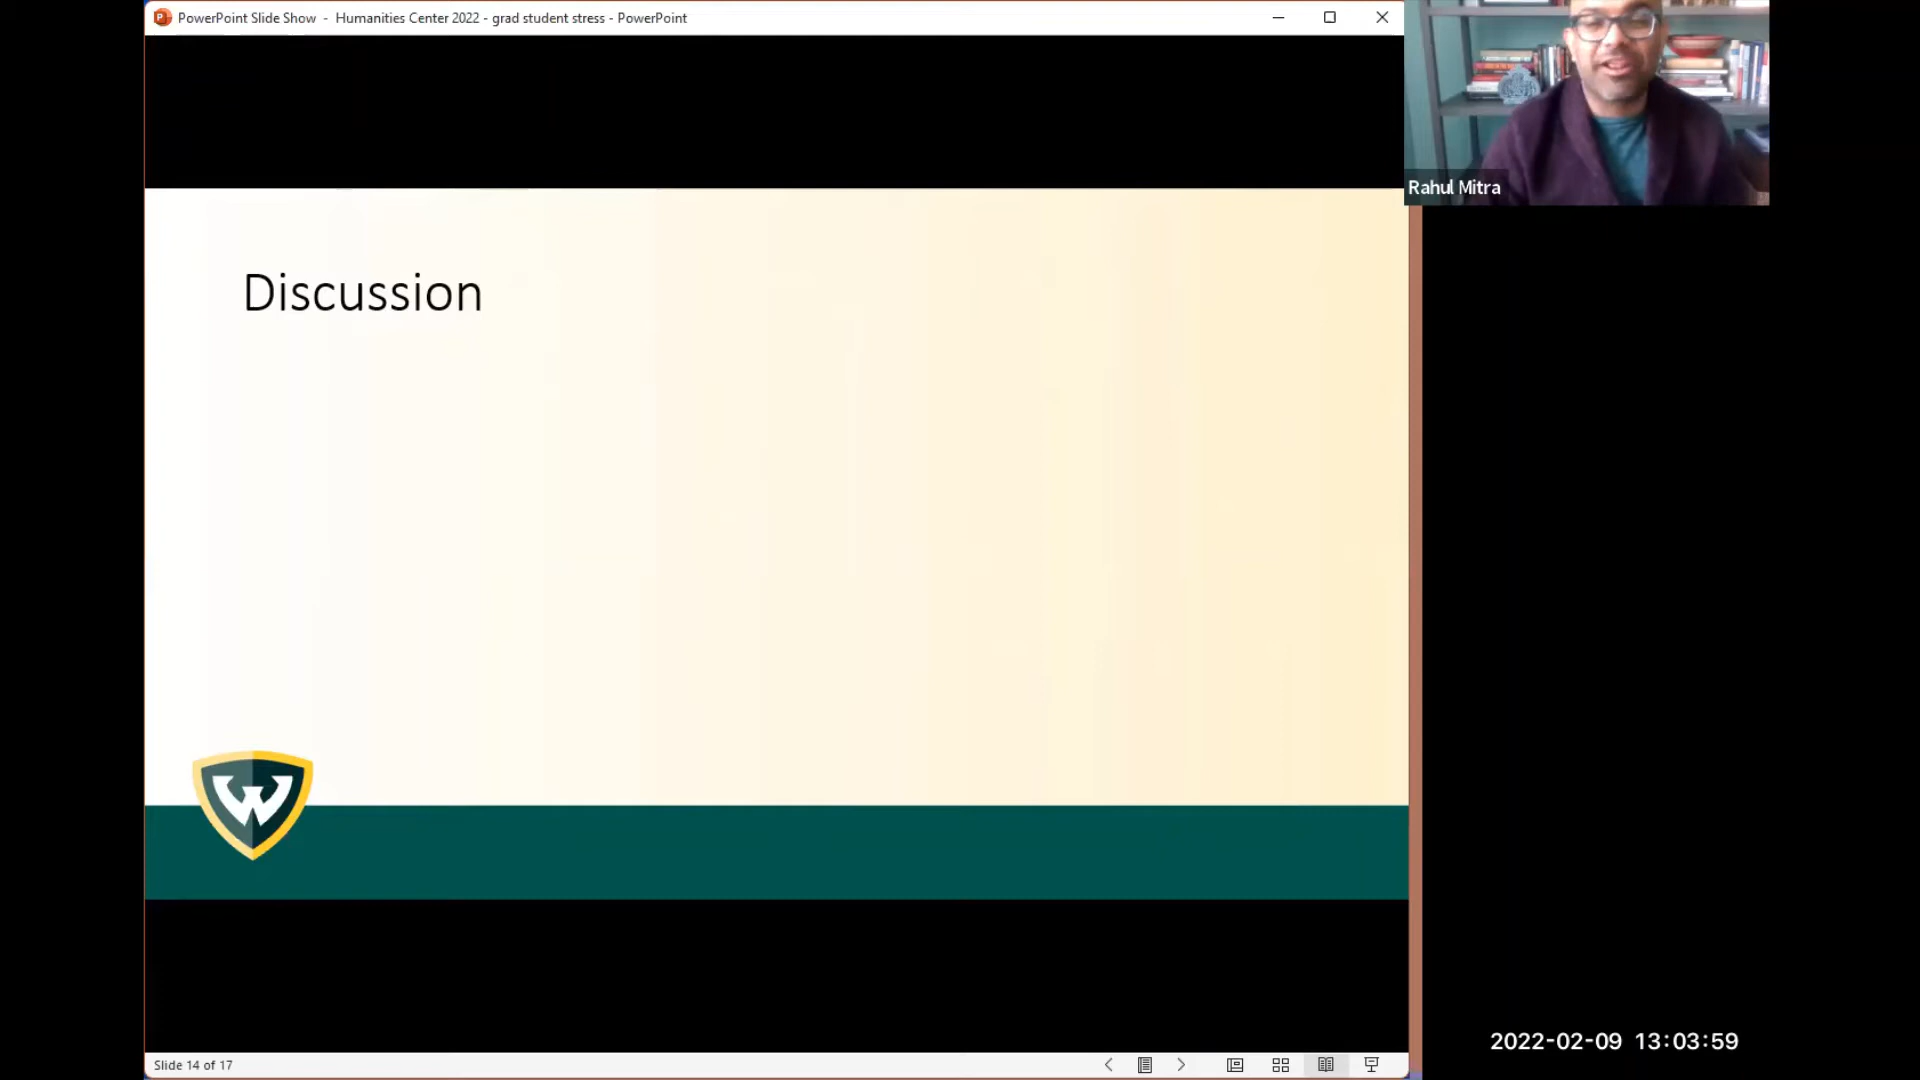 PowerPoint Slide Show - Humanities Center 2022 - grad student stress - PowerPoint
Rahul Mitra
Discussion
W
2022-02-09 13:03:59
Slide 14 of 17